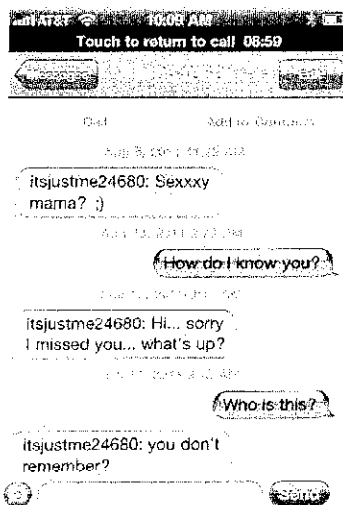 AT&T 10:09 AM
Touch to return to call 08:59
Messages
Call Add to Contacts
itsjustme24680: Sexxxy
mama? ;)
How do I know you?
itsjustme24680: Hi... sorry
I missed you... what's up?
Who is this?
itsjustme24680: you don't
remember?
Send